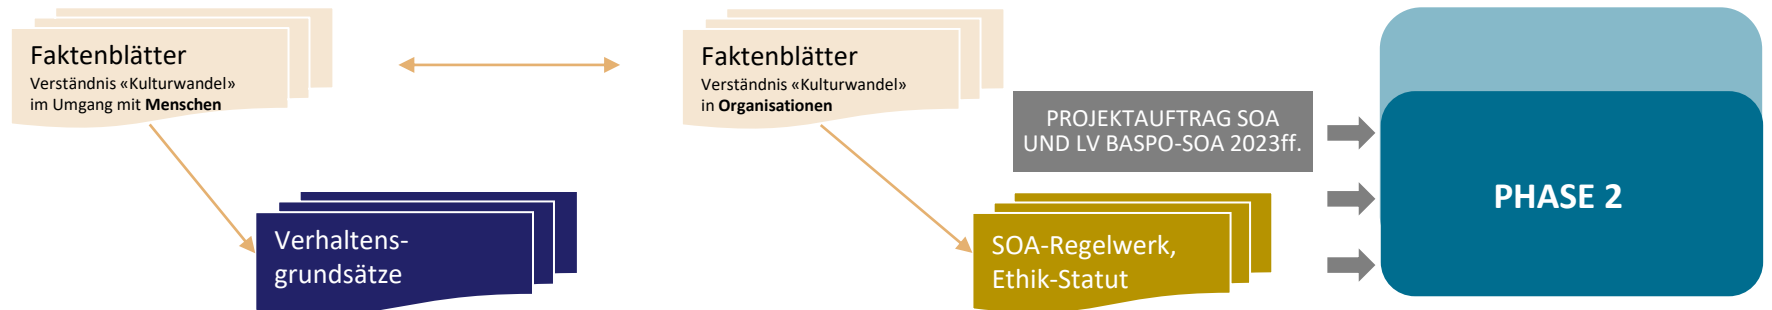 Faktenblätter
Verständnis «Kulturwandel»
im Umgang mit Menschen
Faktenblätter
Verständnis «Kulturwandel»
in Organisationen
PROJEKTAUFTRAG SOA
UND LV BASPO-SOA 2023ff.
PHASE 2
Verhaltens-
grundsätze
SOA-Regelwerk,
Ethik-Statut